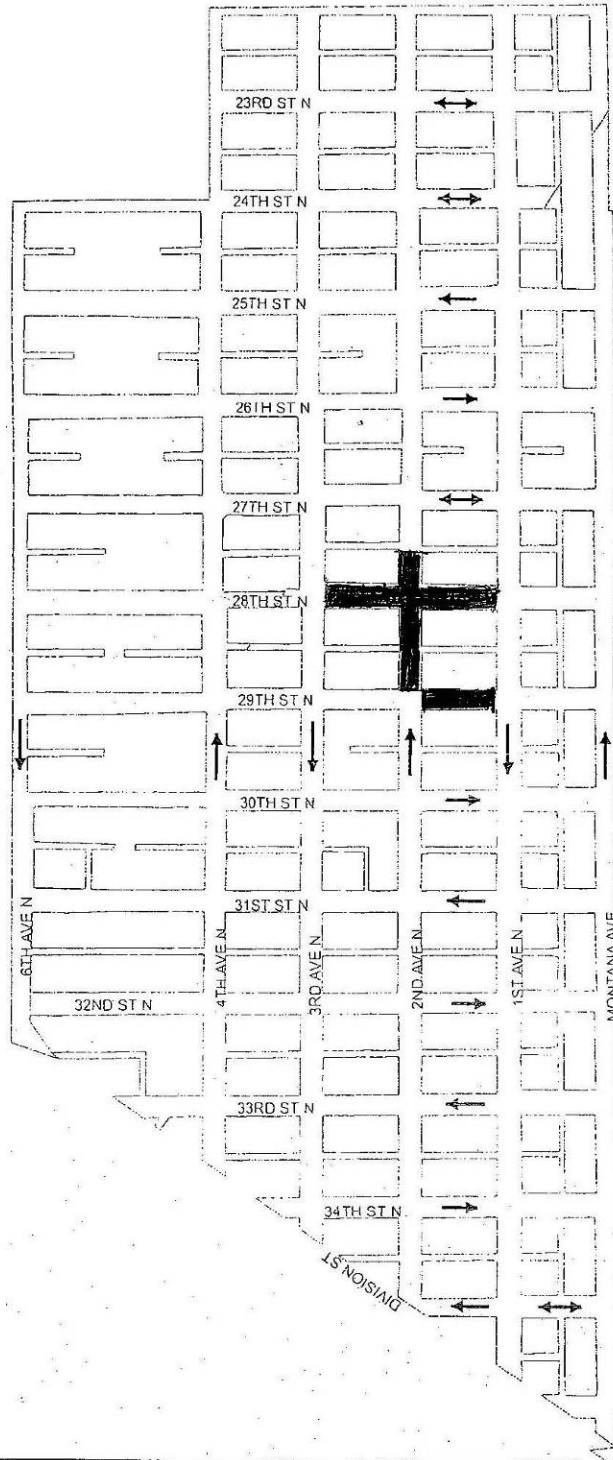 23RD ST N
24TH ST N
25TH ST N
26TH ST N
27TH ST N
28TH ST N
29TH ST N
30TH ST N
31ST ST N
6TH AVE N
4TH AVE N
3RD AVE N
2ND AVE N
1ST AVE N
MONTANA AVE
32ND ST N
33RD ST N
34TH ST N
DIVISION ST